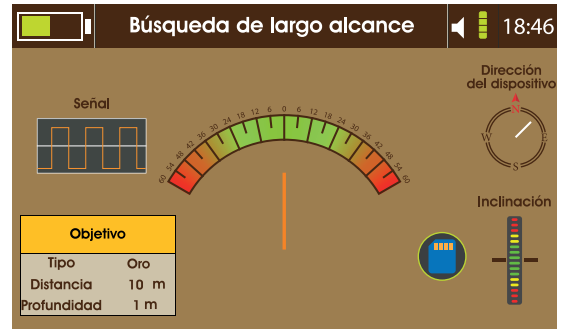 Búsqueda de largo alcance
18:46
Señal
60 54 48 42 36 30 24 18 12 6 0 6 12 18 24 30 36 42 48 54 60
Dirección
del dispositivo
N
W E
S
Inclinación
Objetivo
Tipo Oro
Distancia 10 m
Profundidad 1 m